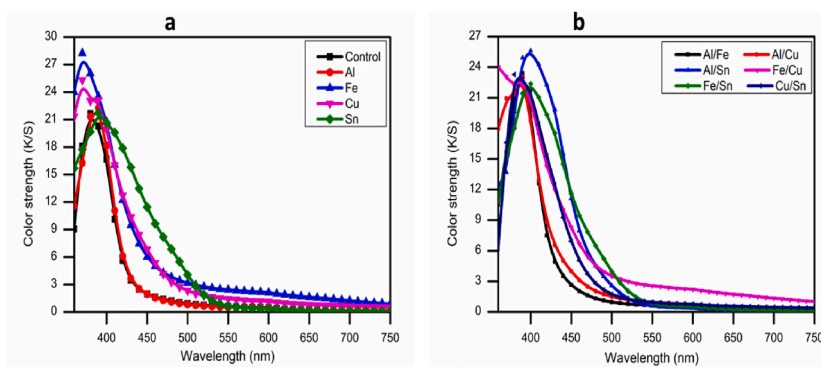 a
30
27
24
21
18
15
12
9
6
3
0
Color strength (K/S)
Control
Al
Fe
Cu
Sn
400 450 500 550 600 650 700 750
Wavelength (nm)
b
27
24
21
18
15
12
9
6
3
0
Color strength (K/S)
Al/Fe Al/Cu
Al/Sn Fe/Cu
Fe/Sn Cu/Sn
400 450 500 550 600 650 700 750
Wavelength (nm)